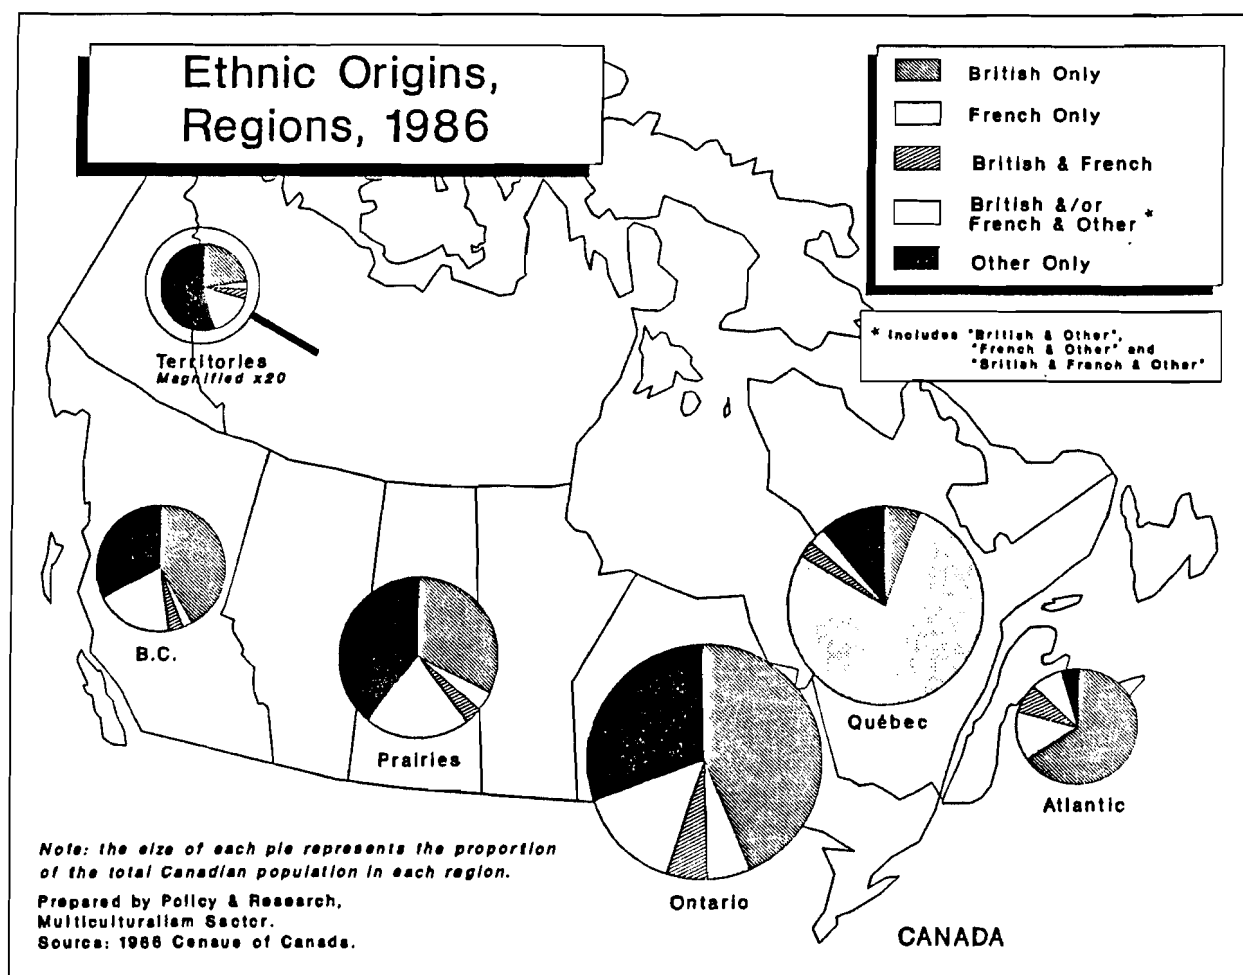 Ethnic Origins,
Regions, 1986
British Only
French Only
British & French
British &/or
French & Other *
Other Only
* Includes "British & Other",
"French & Other" and
"British & French & Other"
Territories
Magnified x20
B.C.
Prairies
Ontario
Québec
Atlantic
Note: the size of each pie represents the proportion
of the total Canadian population in each region.
Prepared by Policy & Research,
Multiculturalism Sector.
Source: 1986 Census of Canada.
CANADA